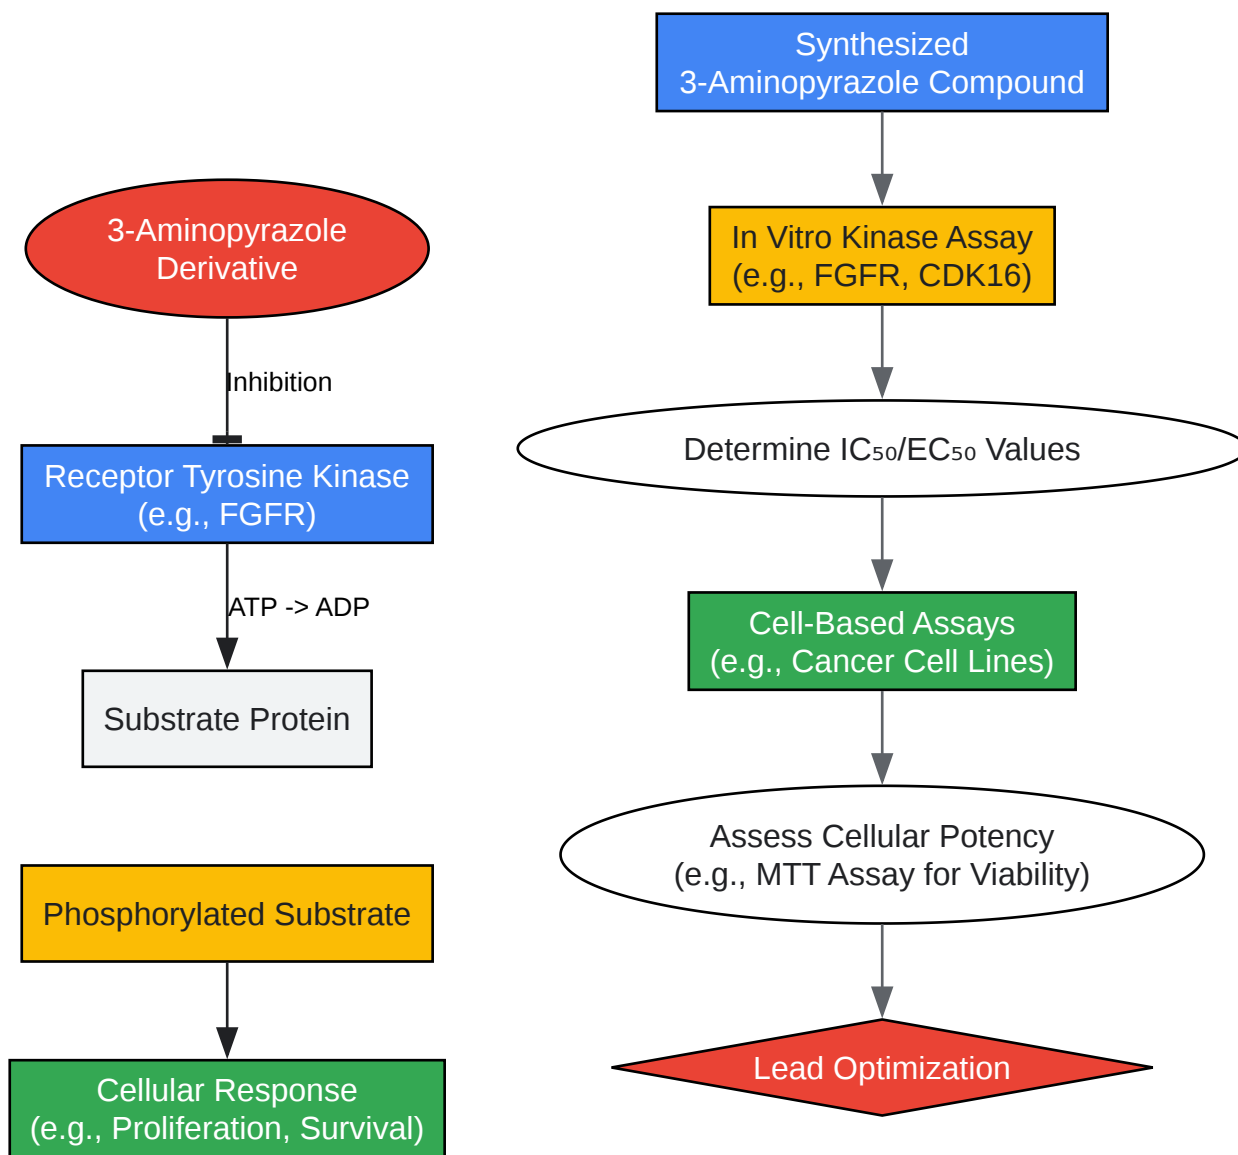 3-Aminopyrazole
Derivative
Inhibition
Receptor Tyrosine Kinase
(e.g., FGFR)
ATP -> ADP
Substrate Protein
Phosphorylated Substrate
Cellular Response
(e.g., Proliferation, Survival)
Synthesized
3-Aminopyrazole Compound
In Vitro Kinase Assay
(e.g., FGFR, CDK16)
Determine IC₅₀/EC₅₀ Values
Cell-Based Assays
(e.g., Cancer Cell Lines)
Assess Cellular Potency
(e.g., MTT Assay for Viability)
Lead Optimization